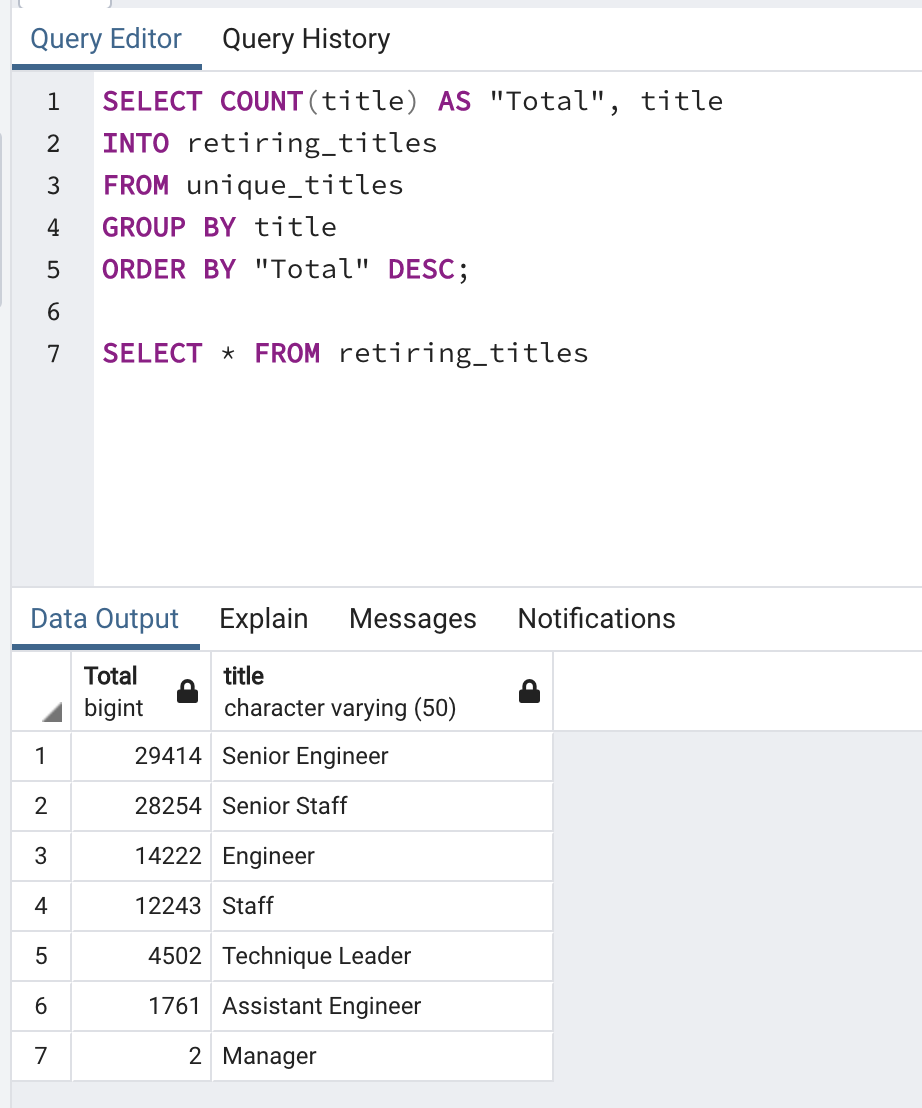 Query Editor Query History
1 SELECT COUNT(title) AS "Total", title
2 INTO retiring_titles
3 FROM unique_titles
4 GROUP BY title
5 ORDER BY "Total" DESC;
6
7 SELECT * FROM retiring_titles
Data Output Explain Messages Notifications
Total title
bigint character varying (50)
1 29414 Senior Engineer
2 28254 Senior Staff
3 14222 Engineer
4 12243 Staff
5 4502 Technique Leader
6 1761 Assistant Engineer
7 2 Manager